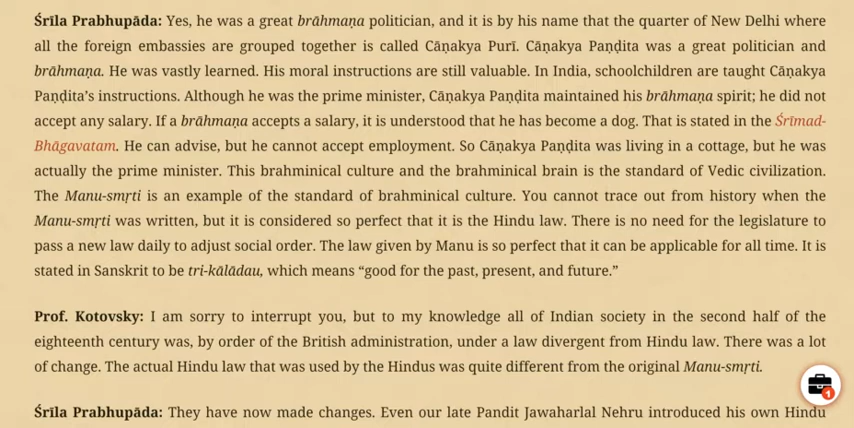 Śrīla Prabhupāda: Yes, he was a great brāhmaṇa politician, and it is by his name that the quarter of New Delhi where
all the foreign embassies are grouped together is called Cāṇakya Purī. Cāṇakya Paṇḍita was a great politician and
brāhmaṇa. He was vastly learned. His moral instructions are still valuable. In India, schoolchildren are taught Cāṇakya
Paṇḍita’s instructions. Although he was the prime minister, Cāṇakya Paṇḍita maintained his brāhmaṇa spirit; he did not
accept any salary. If a brāhmaṇa accepts a salary, it is understood that he has become a dog. That is stated in the Śrīmad-
Bhāgavatam. He can advise, but he cannot accept employment. So Cāṇakya Paṇḍita was living in a cottage, but he was
actually the prime minister. This brahminical culture and the brahminical brain is the standard of Vedic civilization.
The Manu-smṛti is an example of the standard of brahminical culture. You cannot trace out from history when the
Manu-smṛti was written, but it is considered so perfect that it is the Hindu law. There is no need for the legislature to
pass a new law daily to adjust social order. The law given by Manu is so perfect that it can be applicable for all time. It is
stated in Sanskrit to be tri-kālādau, which means “good for the past, present, and future.”
Prof. Kotovsky: I am sorry to interrupt you, but to my knowledge all of Indian society in the second half of the
eighteenth century was, by order of the British administration, under a law divergent from Hindu law. There was a lot
of change. The actual Hindu law that was used by the Hindus was quite different from the original Manu-smṛti.
1
Śrīla Prabhupāda: They have now made changes. Even our late Pandit Jawaharlal Nehru introduced his own Hindu